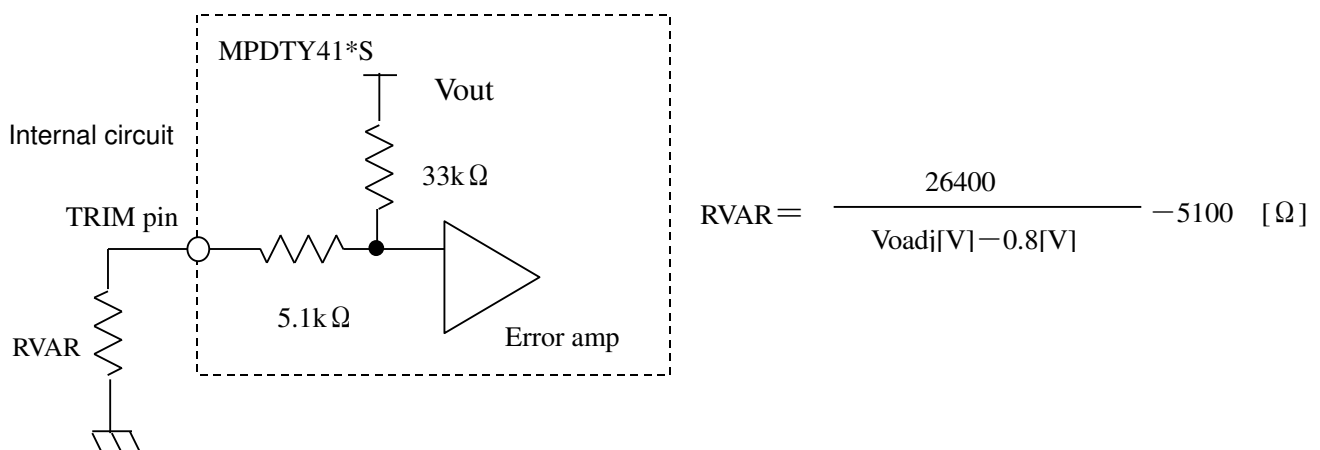 MPDTY41*S
Vout
Internal circuit
33kΩ
TRIM pin
5.1kΩ
RVAR
Error amp
RVAR＝ 26400 －5100 [Ω]
Voadj[V]－0.8[V]